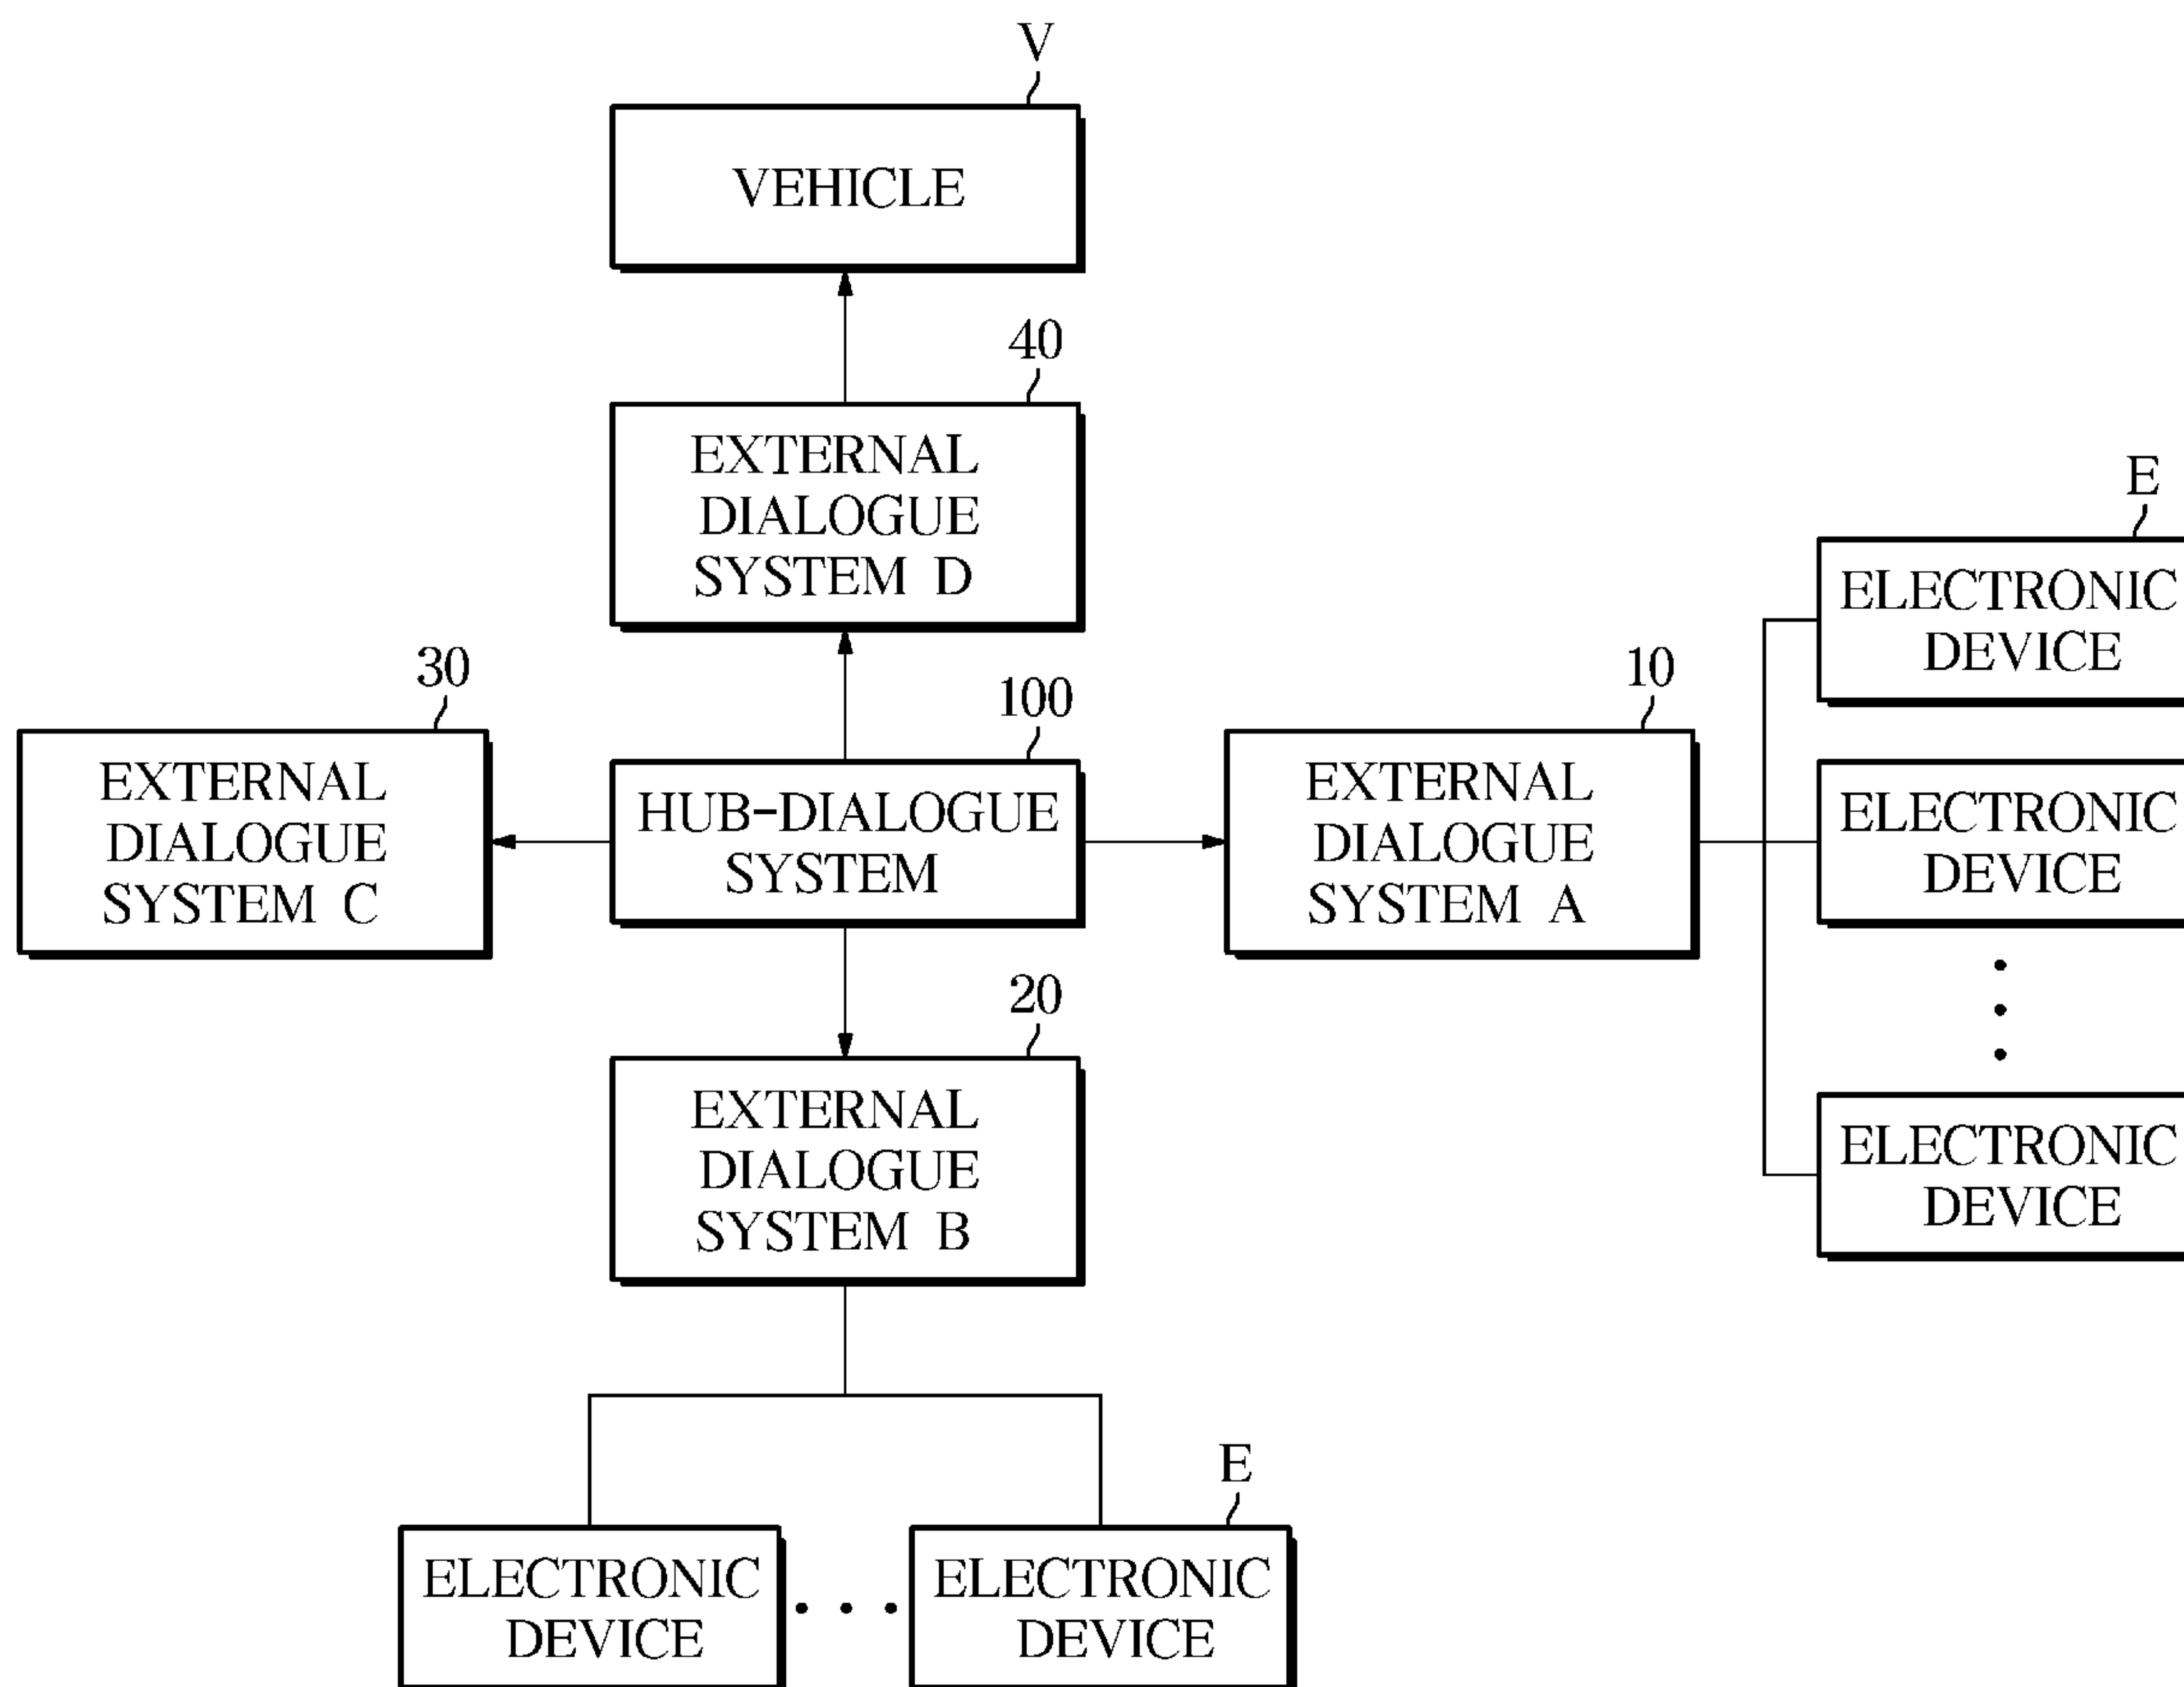 V
VEHICLE
40
EXTERNAL
DIALOGUE
SYSTEM D
30
EXTERNAL
DIALOGUE
SYSTEM C
100
HUB-DIALOGUE
SYSTEM
10
EXTERNAL
DIALOGUE
SYSTEM A
E
ELECTRONIC
DEVICE
ELECTRONIC
DEVICE
ELECTRONIC
DEVICE
20
EXTERNAL
DIALOGUE
SYSTEM B
E
ELECTRONIC
DEVICE
ELECTRONIC
DEVICE